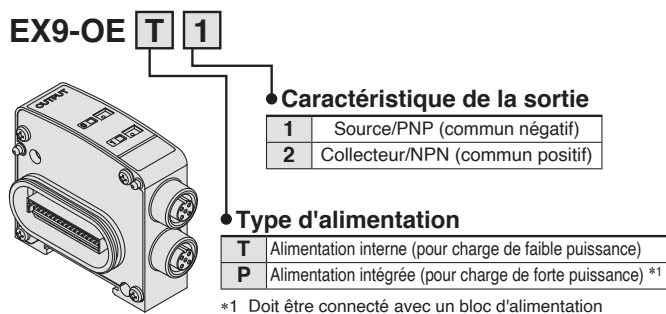 EX9-OE T 1
Caractéristique de la sortie
1 Source/PNP (commun négatif)
2 Collecteur/NPN (commun positif)
OUTPUT
Type d'alimentation
T Alimentation interne (pour charge de faible puissance)
P Alimentation intégrée (pour charge de forte puissance) *1
*1 Doit être connecté avec un bloc d'alimentation